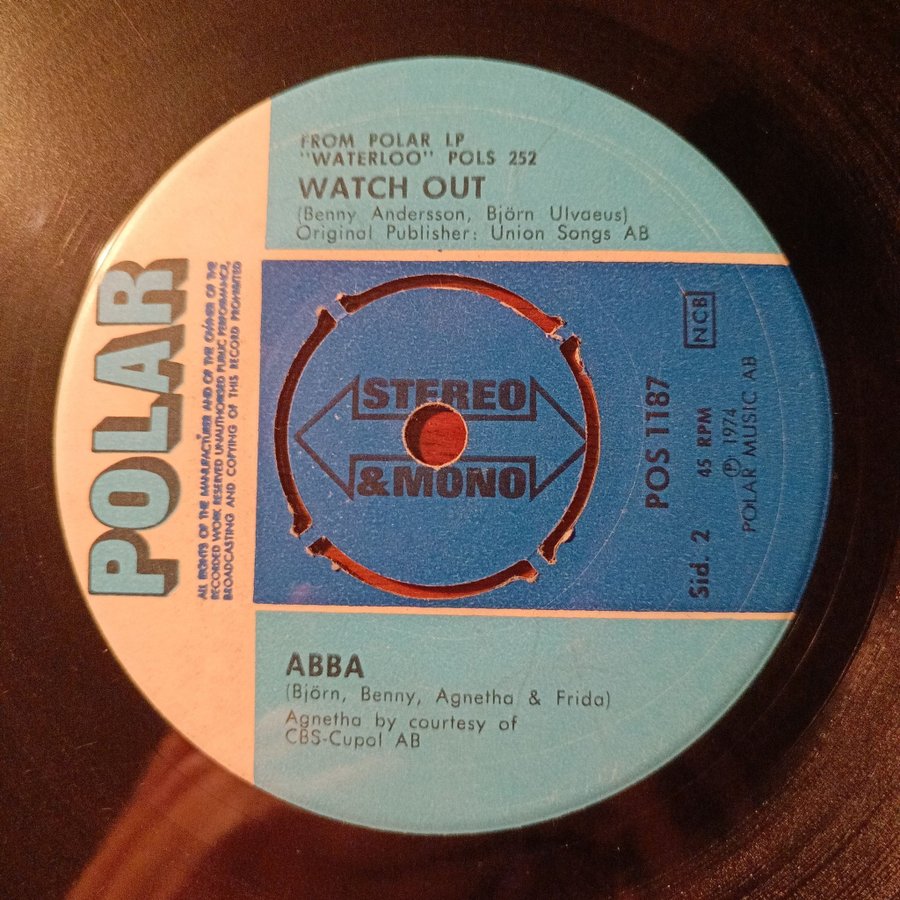 FROM POLAR LP
"WATERLOO" POLS 252
WATCH OUT
(Benny Andersson, Björn Ulvaeus)
Original Publisher: Union Songs AB
POLAR
ALL RIGHTS OF THE MANUFACTURER AND OF THE OWNER OF THE
RECORDED WORK RESERVED UNAUTHORISED PUBLIC PERFORMANCE,
BROADCASTING AND COPYING OF THIS RECORD PROHIBITED
STEREO
&MONO
NCB
POS 1187
Sid. 2 45 RPM
Ⓟ 1974
POLAR MUSIC AB
ABBA
(Björn, Benny, Agnetha & Frida)
Agnetha by courtesy of
CBS-Cupol AB